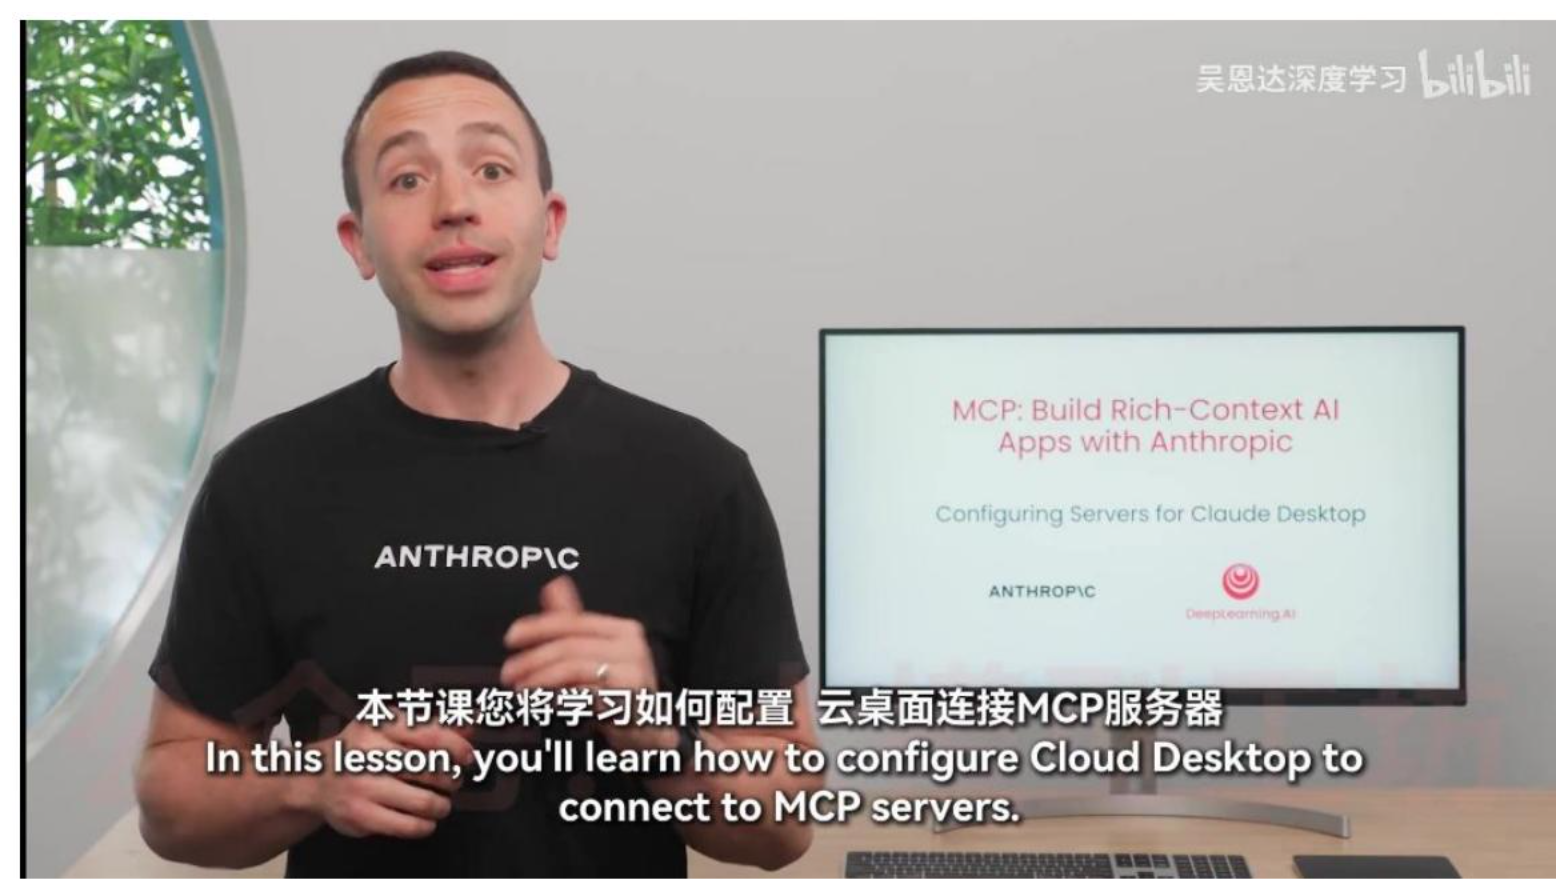 吴恩达深度学习 bilibili
MCP: Build Rich-Context AI
Apps with Anthropic
Configuring Servers for Claude Desktop
ANTHROP\C
ANTHROP\C
DeepLearning.AI
本节课您将学习如何配置 云桌面连接MCP服务器
In this lesson, you'll learn how to configure Cloud Desktop to
connect to MCP servers.